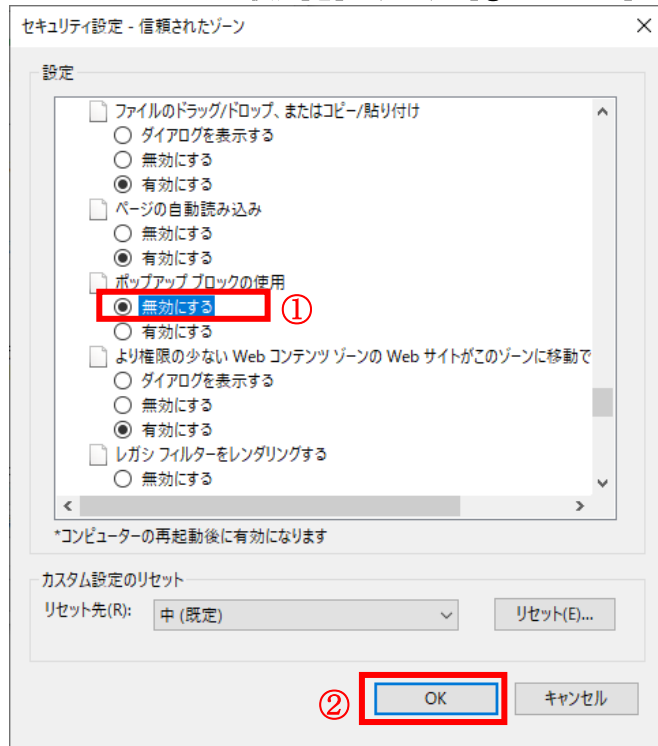 セキュリティ設定 - 信頼されたゾーン
設定
ファイルのドラッグ/ドロップ、またはコピー/貼り付け
ダイアログを表示する
無効にする
有効にする
ページの自動読み込み
無効にする
有効にする
ポップアップ ブロックの使用
無効にする ①
有効にする
より権限の少ない Web コンテンツ ゾーンの Web サイトがこのゾーンに移動で
ダイアログを表示する
無効にする
有効にする
レガシ フィルターをレンダリングする
無効にする
*コンピューターの再起動後に有効になります
カスタム設定のリセット
リセット先(R): 中 (既定) リセット(E)...
② OK キャンセル